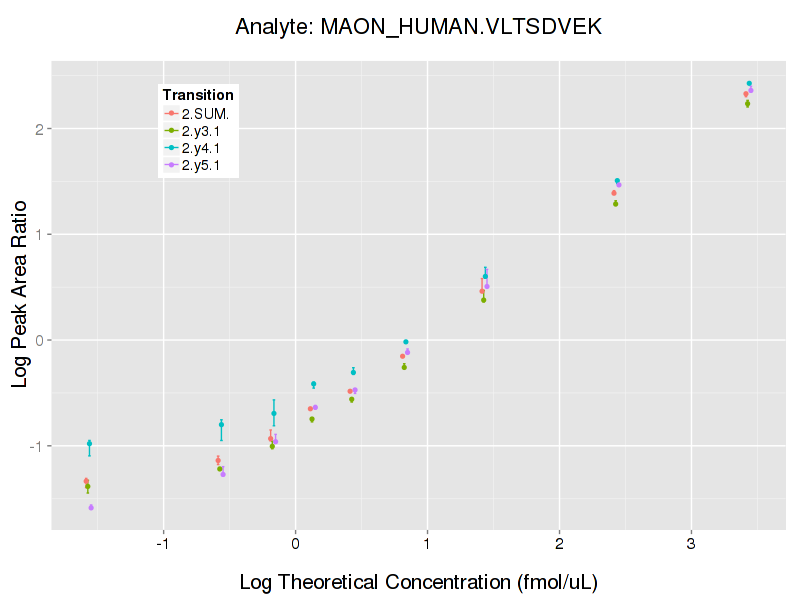 Analyte: MAON_HUMAN.VLTSDVEK
Transition
2.SUM.
2.y3.1
2.y4.1
2.y5.1
2
1
0
-1
Log Peak Area Ratio
-1 0 1 2 3
Log Theoretical Concentration (fmol/uL)